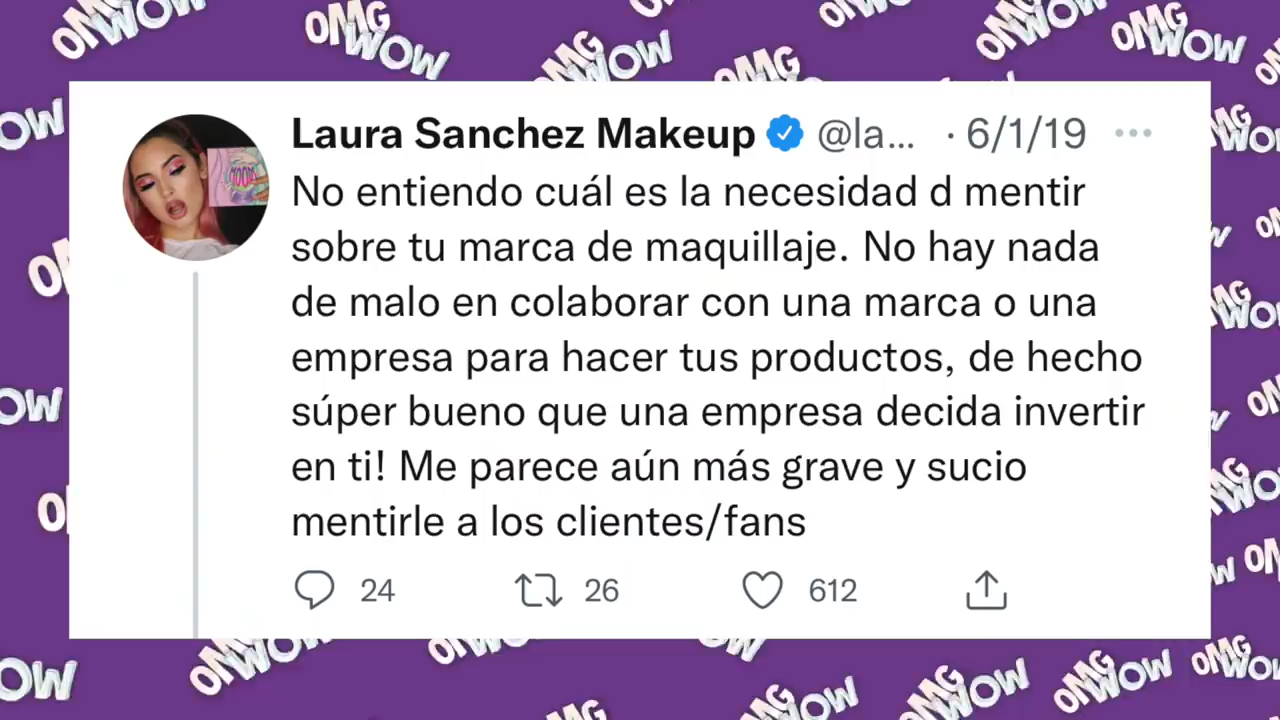 Laura Sanchez Makeup @la... · 6/1/19 ...
No entiendo cuál es la necesidad d mentir
sobre tu marca de maquillaje. No hay nada
de malo en colaborar con una marca o una
empresa para hacer tus productos, de hecho
súper bueno que una empresa decida invertir
en ti! Me parece aún más grave y sucio
mentirle a los clientes/fans
24 26 612
OMG WOW